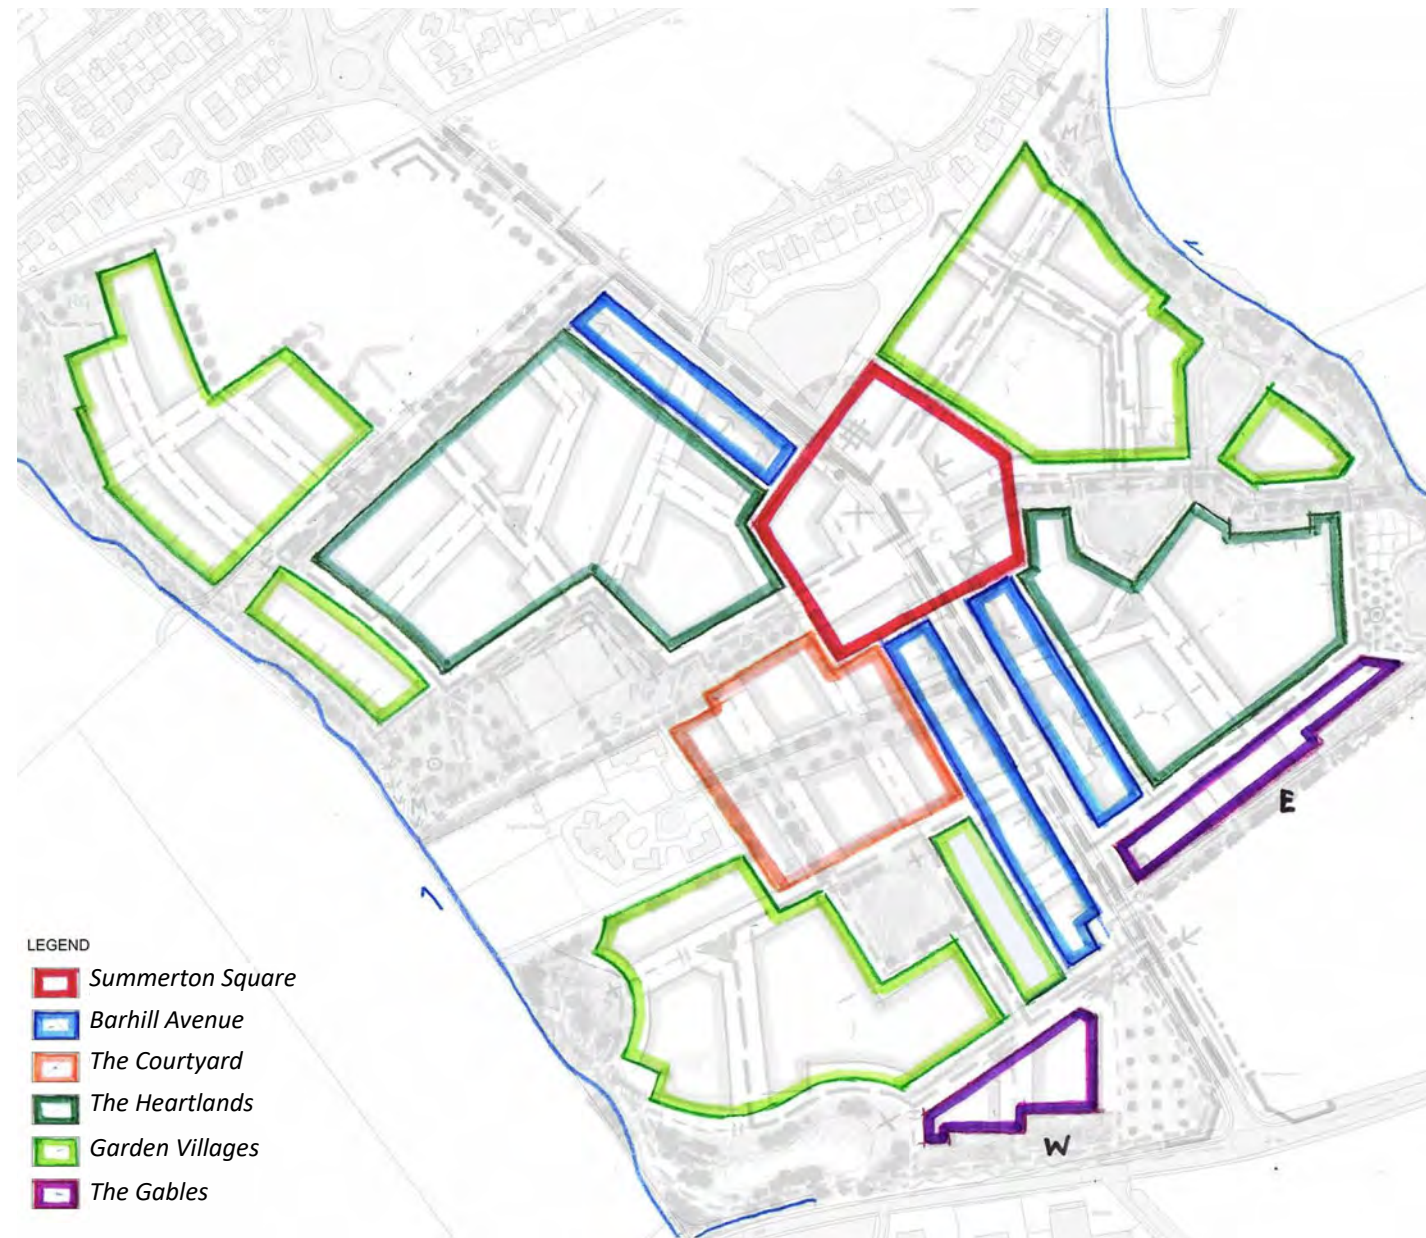 E
W
LEGEND
Summerton Square
Barhill Avenue
The Courtyard
The Heartlands
Garden Villages
The Gables